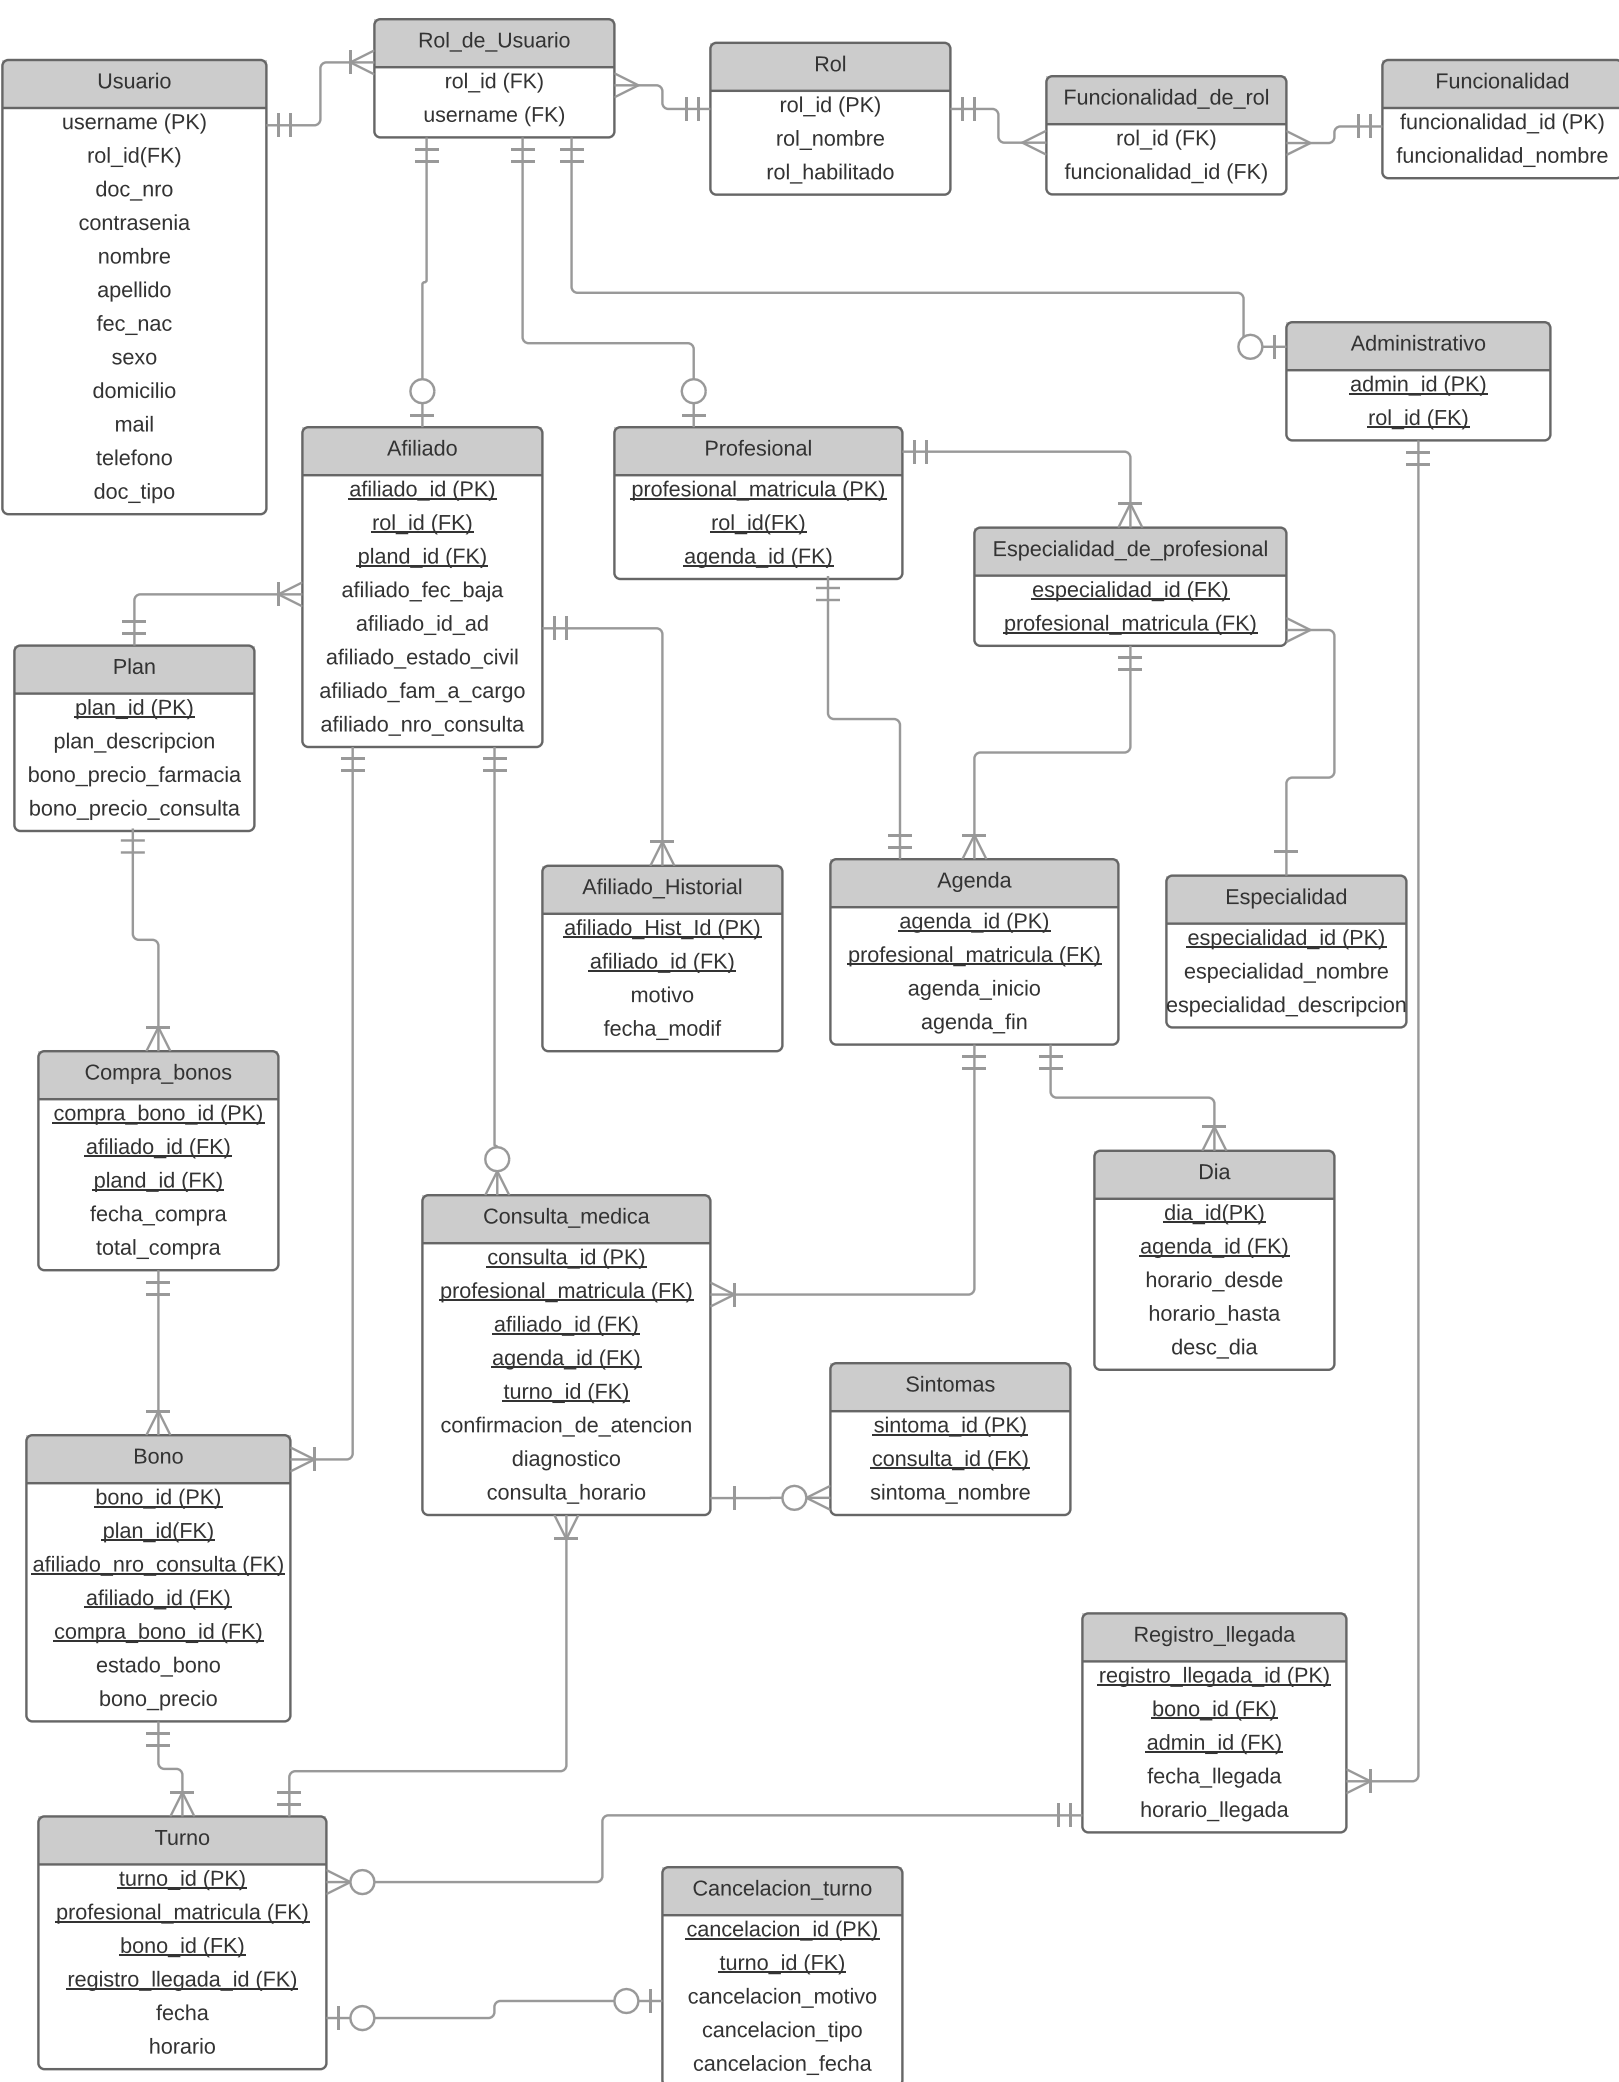 Usuario
username (PK)
rol_id(FK)
doc_nro
contrasenia
nombre
apellido
fec_nac
sexo
domicilio
mail
telefono
doc_tipo
Rol_de_Usuario
rol_id (FK)
username (FK)
Rol
rol_id (PK)
rol_nombre
rol_habilitado
Funcionalidad_de_rol
rol_id (FK)
funcionalidad_id (FK)
Funcionalidad
funcionalidad_id (PK)
funcionalidad_nombre
Administrativo
admin_id (PK)
rol_id (FK)
Afiliado
afiliado_id (PK)
rol_id (FK)
pland_id (FK)
afiliado_fec_baja
afiliado_id_ad
afiliado_estado_civil
afiliado_fam_a_cargo
afiliado_nro_consulta
Profesional
profesional_matricula (PK)
rol_id(FK)
agenda_id (FK)
Especialidad_de_profesional
especialidad_id (FK)
profesional_matricula (FK)
Plan
plan_id (PK)
plan_descripcion
bono_precio_farmacia
bono_precio_consulta
Afiliado_Historial
afiliado_Hist_Id (PK)
afiliado_id (FK)
motivo
fecha_modif
Agenda
agenda_id (PK)
profesional_matricula (FK)
agenda_inicio
agenda_fin
Especialidad
especialidad_id (PK)
especialidad_nombre
especialidad_descripcion
Compra_bonos
compra_bono_id (PK)
afiliado_id (FK)
pland_id (FK)
fecha_compra
total_compra
Consulta_medica
consulta_id (PK)
profesional_matricula (FK)
afiliado_id (FK)
agenda_id (FK)
turno_id (FK)
confirmacion_de_atencion
diagnostico
consulta_horario
Dia
dia_id(PK)
agenda_id (FK)
horario_desde
horario_hasta
desc_dia
Sintomas
sintoma_id (PK)
consulta_id (FK)
sintoma_nombre
Bono
bono_id (PK)
plan_id(FK)
afiliado_nro_consulta (FK)
afiliado_id (FK)
compra_bono_id (FK)
estado_bono
bono_precio
Registro_llegada
registro_llegada_id (PK)
bono_id (FK)
admin_id (FK)
fecha_llegada
horario_llegada
Turno
turno_id (PK)
profesional_matricula (FK)
bono_id (FK)
registro_llegada_id (FK)
fecha
horario
Cancelacion_turno
cancelacion_id (PK)
turno_id (FK)
cancelacion_motivo
cancelacion_tipo
cancelacion_fecha